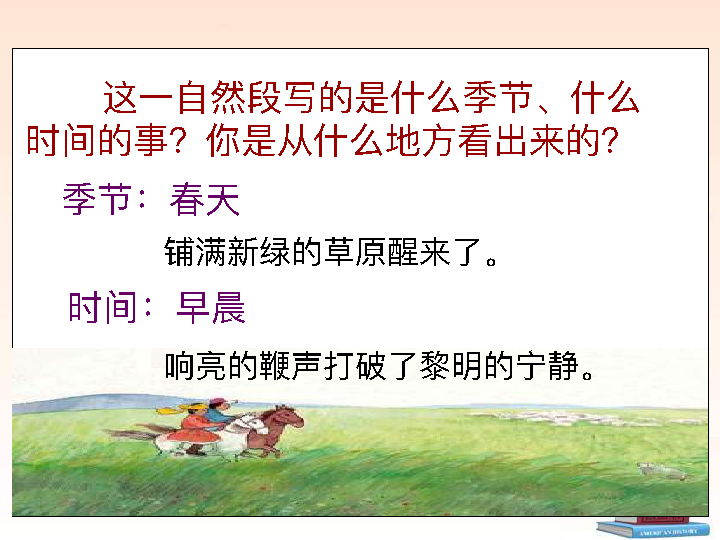 这一自然段写的是什么季节、什么
时间的事？你是从什么地方看出来的？
季节：春天
铺满新绿的草原醒来了。
时间：早晨
响亮的鞭声打破了黎明的宁静。
AMERICAN HISTORY